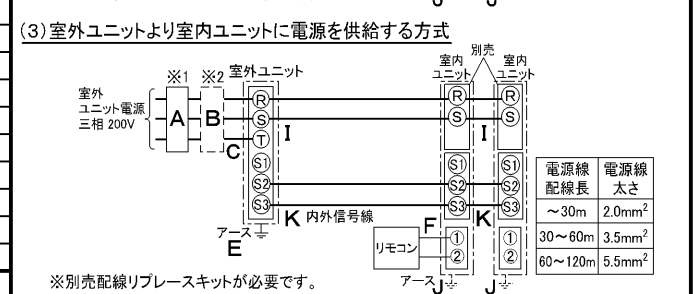 (3)室外ユニットより室内ユニットに電源を供給する方式
※1 ※2 室外ユニット
別売
室内
ユニット
室内
ユニット
室外
ユニット電源
三相 200V
A B C
R
S
T
S1
S2
S3
I
R
S
S1
S2
S3
I
R
S
S1
S2
S3
K 内外信号線
F K
アース
E
リモコン
①
②
①
②
アース J J
電源線
配線長
電源線
太さ
～30m 2.0mm²
30～60m 3.5mm²
60～120m 5.5mm²
※別売配線リプレースキットが必要です。